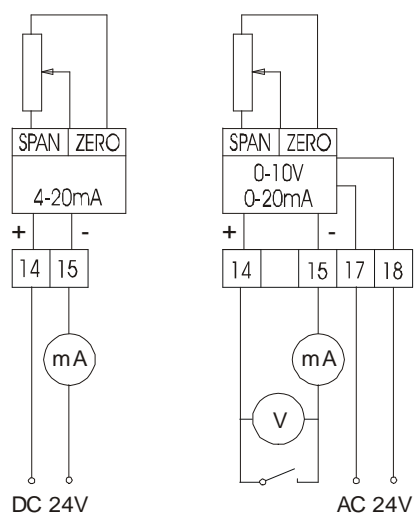 SPAN ZERO
4-20mA
+ -
14 15
mA
DC 24V
SPAN ZERO
0-10V
0-20mA
+ -
14 15 17 18
mA
V
AC 24V